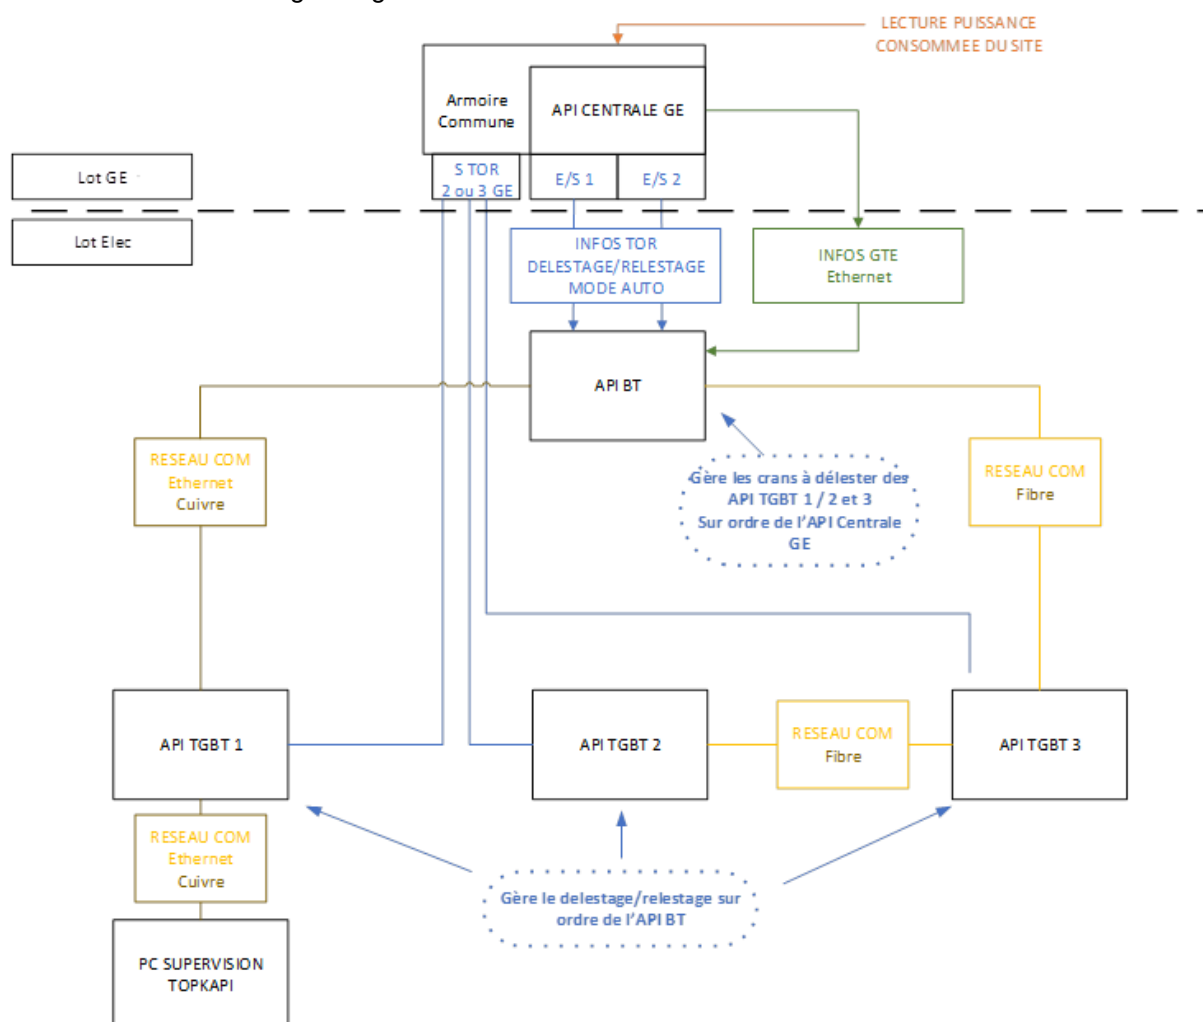 LECTURE PUISSANCE
CONSOMMEE DU SITE
Armoire
Commune
API CENTRALE GE
S TOR
2 ou 3 GE
E/S 1
E/S 2
Lot GE
Lot Elec
INFOS TOR
DELESTAGE/RELESTAGE
MODE AUTO
INFOS GTE
Ethernet
API BT
RESEAU COM
Ethernet
Cuivre
RESEAU COM
Fibre
Gère les crans à délester des
API TGBT 1 / 2 et 3
Sur ordre de l'API Centrale
GE
API TGBT 1
API TGBT 2
RESEAU COM
Fibre
API TGBT 3
RESEAU COM
Ethernet
Cuivre
Gère le delestage/relestage sur
ordre de l'API BT
PC SUPERVISION
TOPKAPI